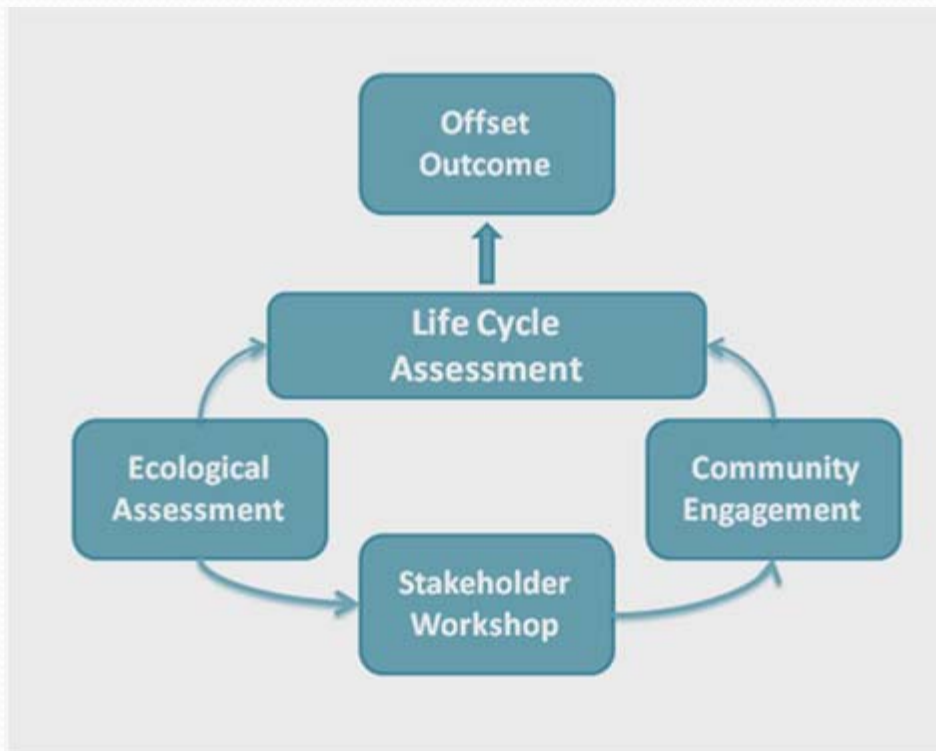 Offset
Outcome
Life Cycle
Assessment
Ecological
Assessment
Community
Engagement
Stakeholder
Workshop